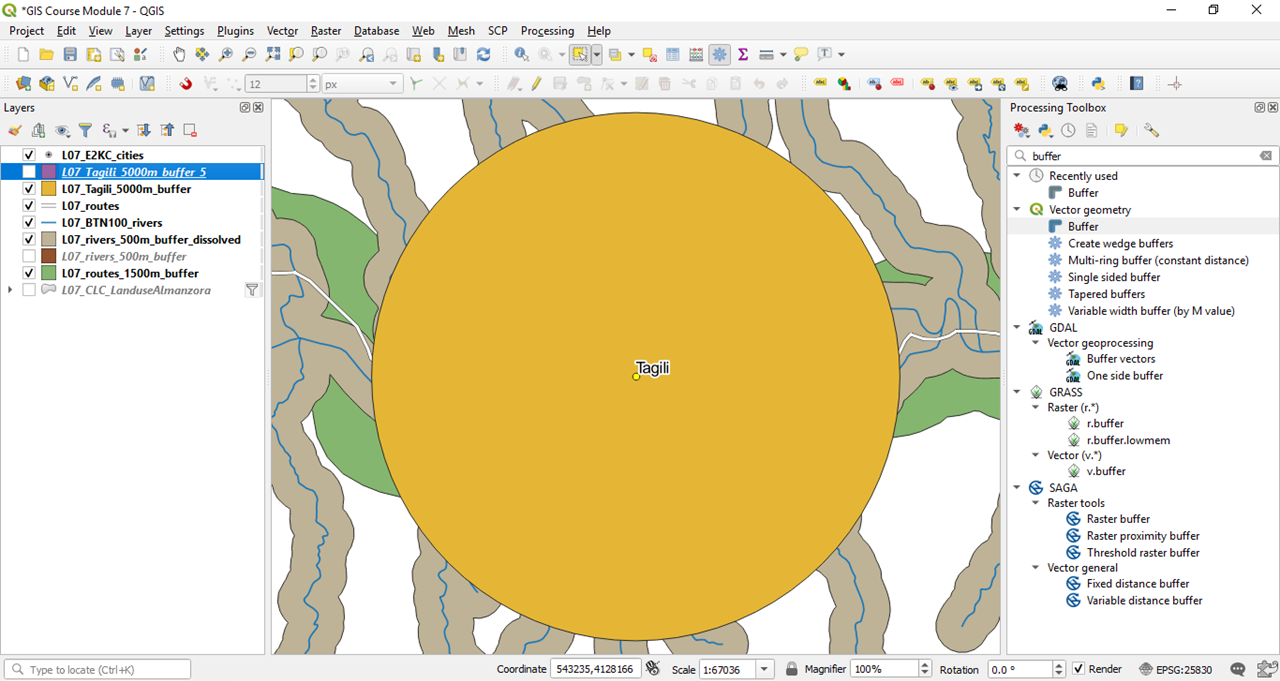 *GIS Course Module 7 - QGIS
Project Edit View Layer Settings Plugins Vector Raster Database Web Mesh SCP Processing Help
12 px
Layers
L07_E2KC_cities
L07_Tagili_5000m_buffer_5
L07_Tagili_5000m_buffer
L07_routes
L07_BTN100_rivers
L07_rivers_500m_buffer_dissolved
L07_rivers_500m_buffer
L07_routes_1500m_buffer
L07_CLC_LanduseAlmanzora
Tagili
Processing Toolbox
buffer
Recently used
Buffer
Vector geometry
Buffer
Create wedge buffers
Multi-ring buffer (constant distance)
Single sided buffer
Tapered buffers
Variable width buffer (by M value)
GDAL
Vector geoprocessing
Buffer vectors
One side buffer
GRASS
Raster (r.*)
r.buffer
r.buffer.lowmem
Vector (v.*)
v.buffer
SAGA
Raster tools
Raster buffer
Raster proximity buffer
Threshold raster buffer
Vector general
Fixed distance buffer
Variable distance buffer
Type to locate (Ctrl+K) Coordinate 543235,4128166 Scale 1:67036 Magnifier 100% Rotation 0.0 ° Render EPSG:25830